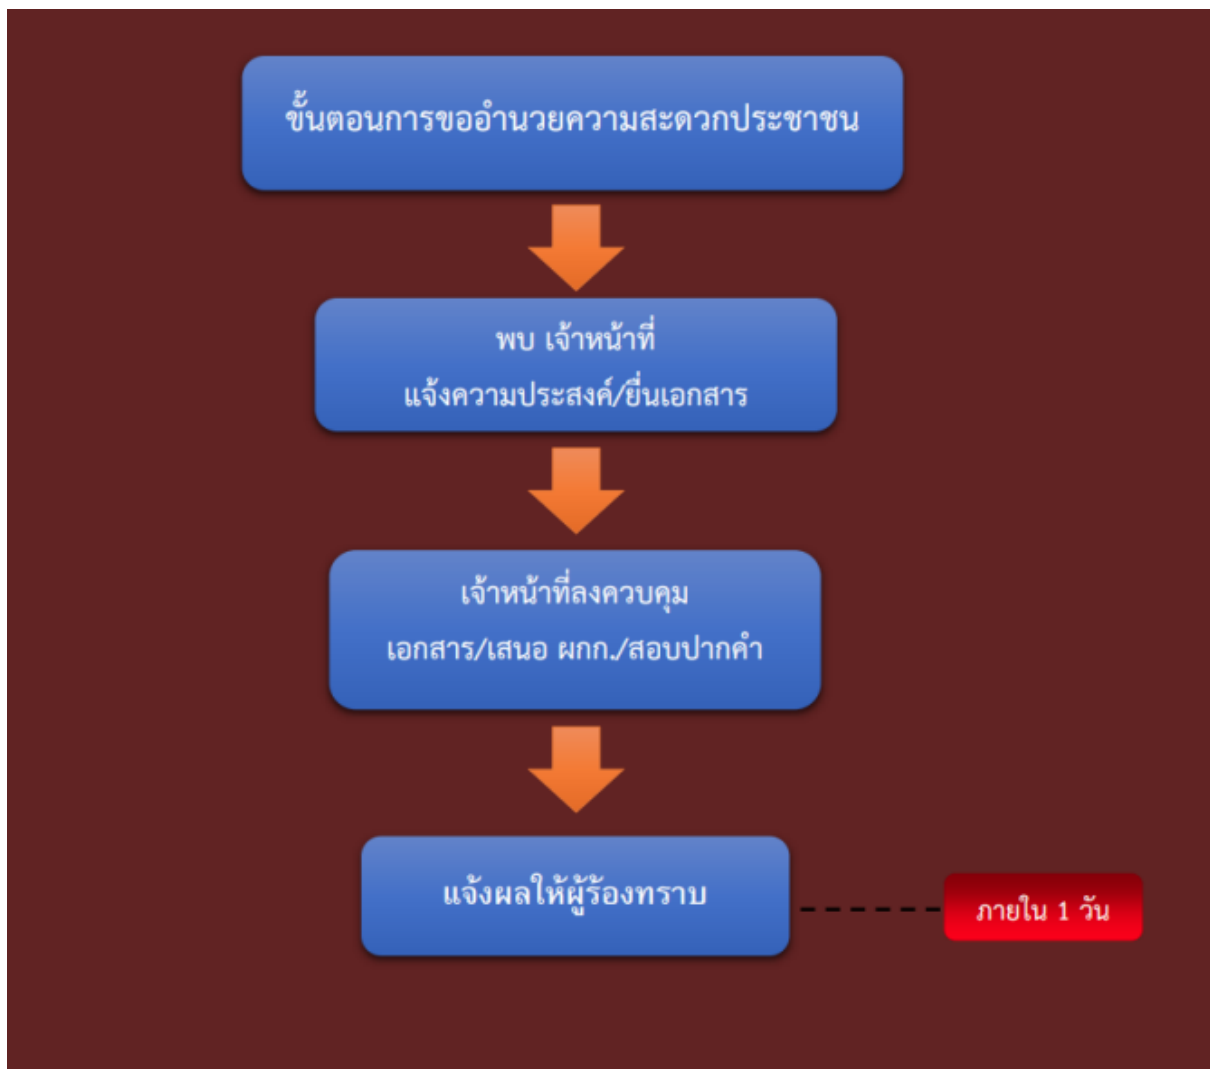 ขั้นตอนการขออำนวยความสะดวกประชาชน
พบ เจ้าหน้าที่
แจ้งความประสงค์/ยื่นเอกสาร
เจ้าหน้าที่ลงควบคุม
เอกสาร/เสนอ ผกก./สอบปากคำ
แจ้งผลให้ผู้ร้องทราบ
ภายใน 1 วัน